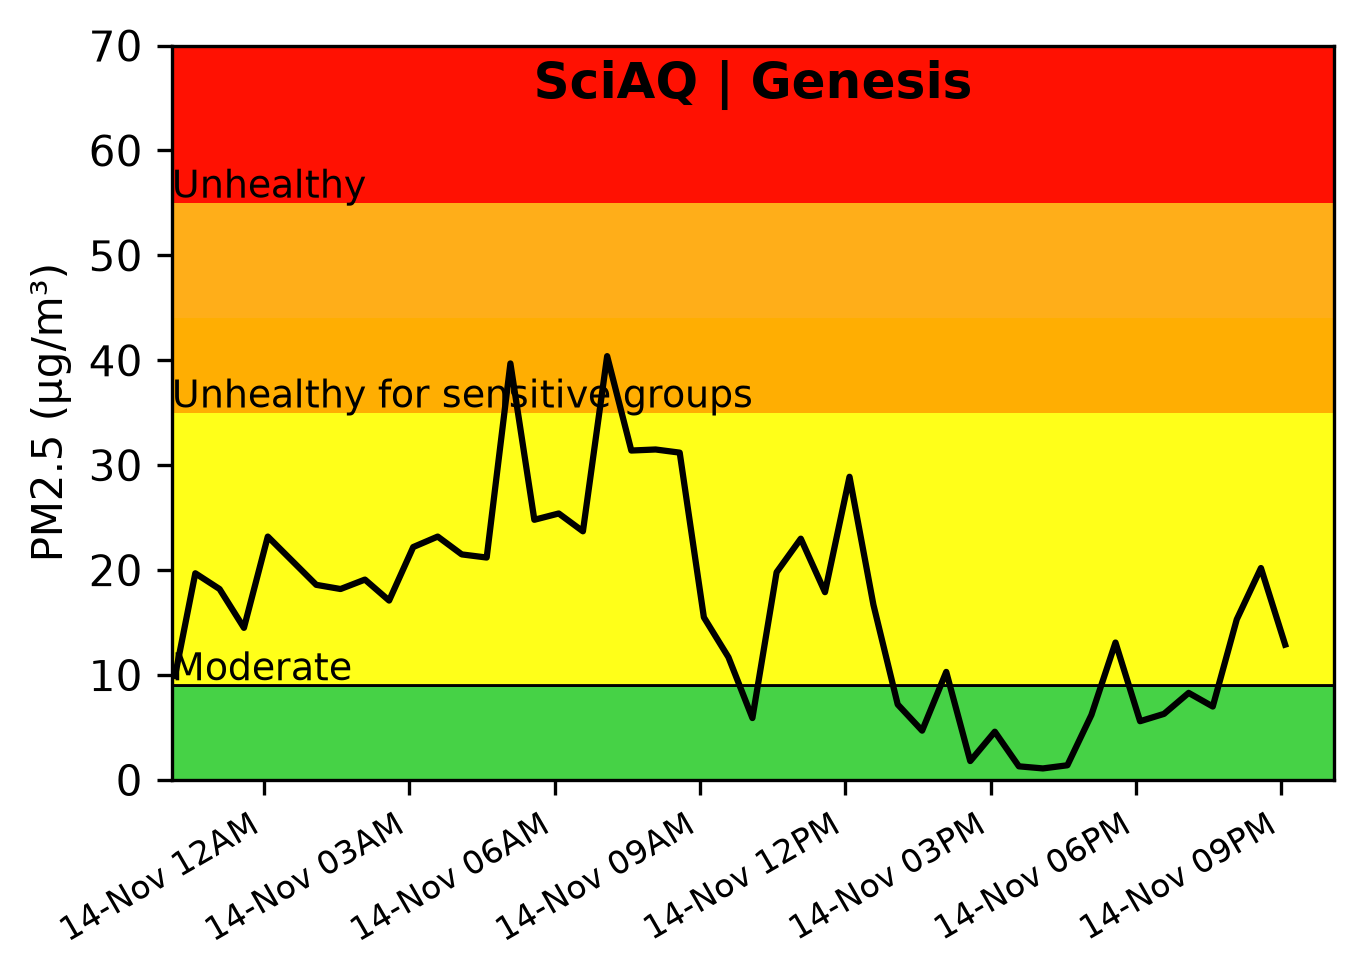 SciAQ | Genesis
70
60
50
40
30
20
10
0
PM2.5 (µg/m³)
Unhealthy
Unhealthy for sensitive groups
Moderate
14-Nov 12AM
14-Nov 03AM
14-Nov 06AM
14-Nov 09AM
14-Nov 12PM
14-Nov 03PM
14-Nov 06PM
14-Nov 09PM